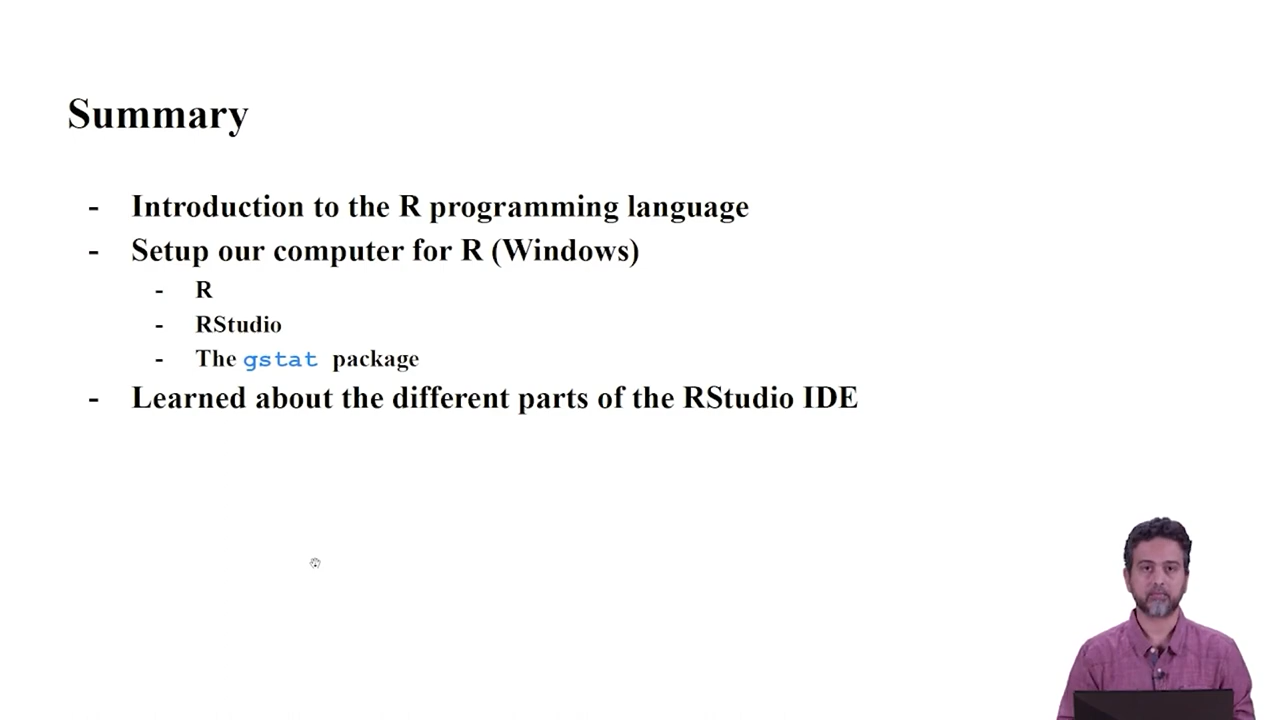 Summary
- Introduction to the R programming language
- Setup our computer for R (Windows)
- R
- RStudio
- The gstat package
- Learned about the different parts of the RStudio IDE